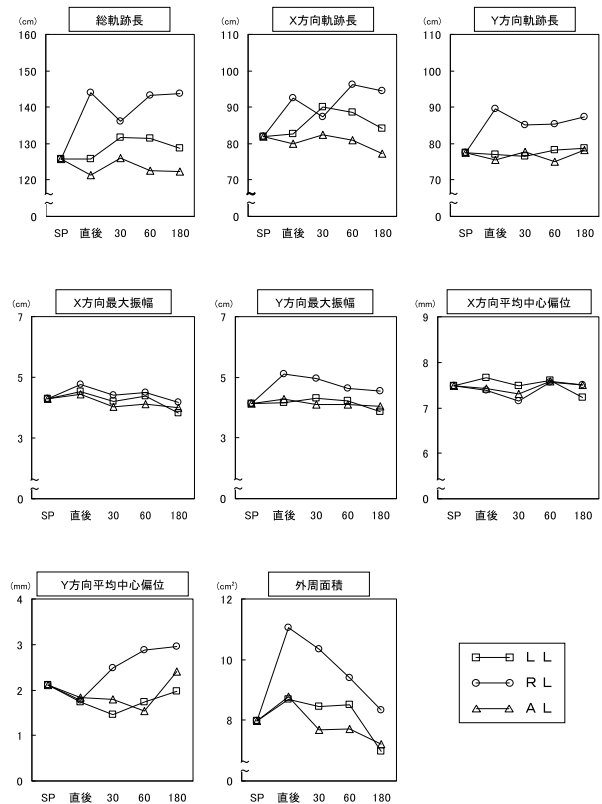 (cm) 総軌跡長
160
140
130
120
0
SP 直後 30 60 180
(cm) X方向軌跡長
110
100
90
80
70
0
SP 直後 30 60 180
(cm) Y方向軌跡長
110
100
90
80
70
0
SP 直後 30 60 180
(cm) X方向最大振幅
7
5
3
0
SP 直後 30 60 180
(cm) Y方向最大振幅
7
5
3
0
SP 直後 30 60 180
(mm) X方向平均中心偏位
9
8
7
6
0
SP 直後 30 60 180
(mm) Y方向平均中心偏位
4
3
2
1
0
SP 直後 30 60 180
(cm²) 外周面積
12
10
8
0
SP 直後 30 60 180
LL
RL
AL